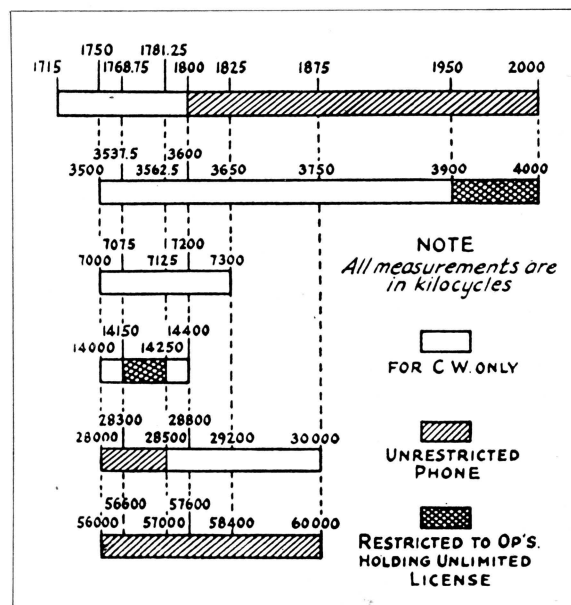 1750 1781.25
1715 1768.75 1800 1825 1875 1950 2000
3537.5 3600
3500 3562.5 3650 3750 3900 4000
7075 7200
7000 7125 7300
NOTE
All measurements are
in kilocycles
14150 14400
14000 14250
FOR C W. ONLY
28300 28800
28000 28500 29200 30000
UNRESTRICTED
PHONE
56600 57600
56000 57000 58400 60000
RESTRICTED TO OP'S.
HOLDING UNLIMITED
LICENSE